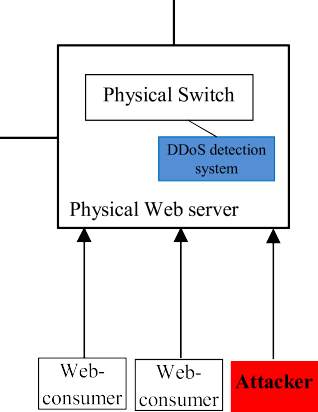 Physical Switch
DDoS detection
system
Physical Web server
Web-
consumer
Web-
consumer
Attacker